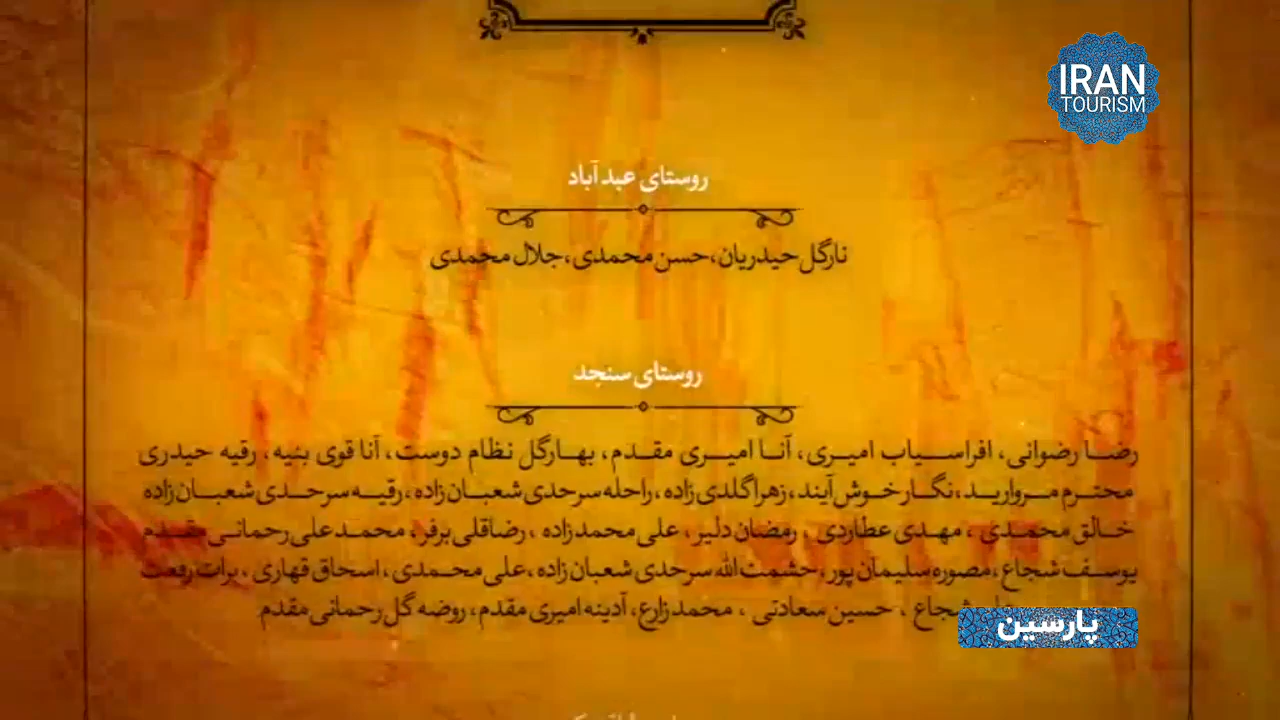 IRAN
TOURISM
روستای عبدآباد
نارگل حیدریان، حسن محمدی، جلال محمدی
روستای سنجد
رضا رضوانی، افراسیاب امیری، آنا امیری مقدم، بهارگل نظام دوست، آنا قوی بنیه، رقیه حیدری
محترم مروارید، نگار خوش آیند، زهرا گلدی زاده، راحله سرحدی شعبان زاده، رقیه سرحدی شعبان زاده
خالق محمدی، مهدی عطاردی، رمضان دلیر، علی محمدزاده، رضاقلی برفر، محمدعلی رحمانی مقدم
یوسف شجاع، مصوره سلیمان پور، حشمت الله سرحدی شعبان زاده، علی محمدی، اسحاق قهاری، برات رفعت
شجاع، حسین سعادتی، محمد زارع، آدینه امیری مقدم، روضه گل رحمانی مقدم
پارسین